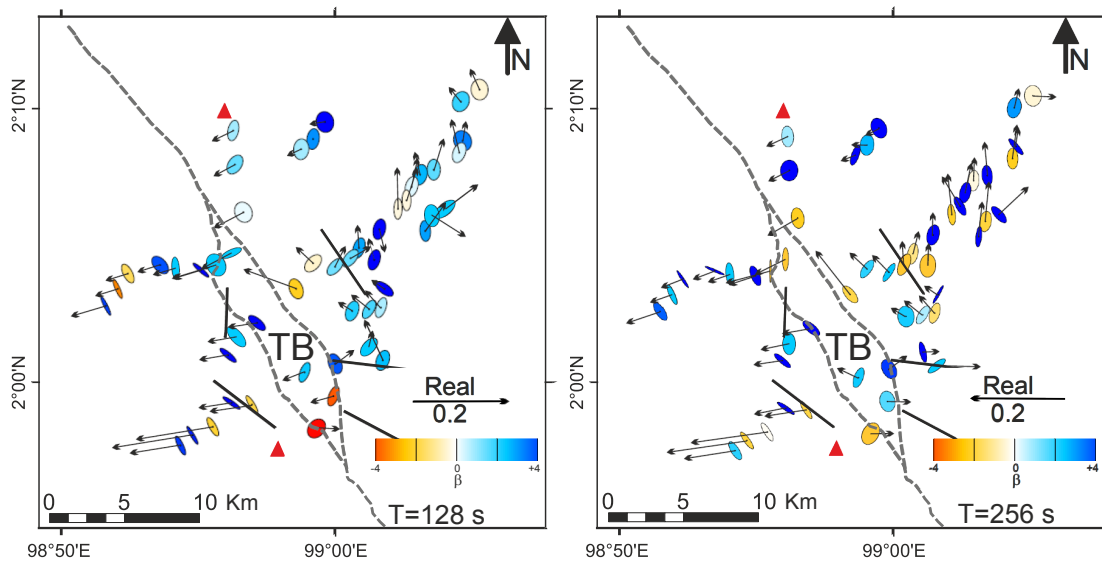 N
2°10'N
TB
2°00'N
Real
0.2
-4 0 +4
β
0 5 10 Km
T=128 s
98°50'E 99°00'E
N
2°10'N
TB
2°00'N
Real
0.2
-4 0 +4
β
0 5 10 Km
T=256 s
98°50'E 99°00'E